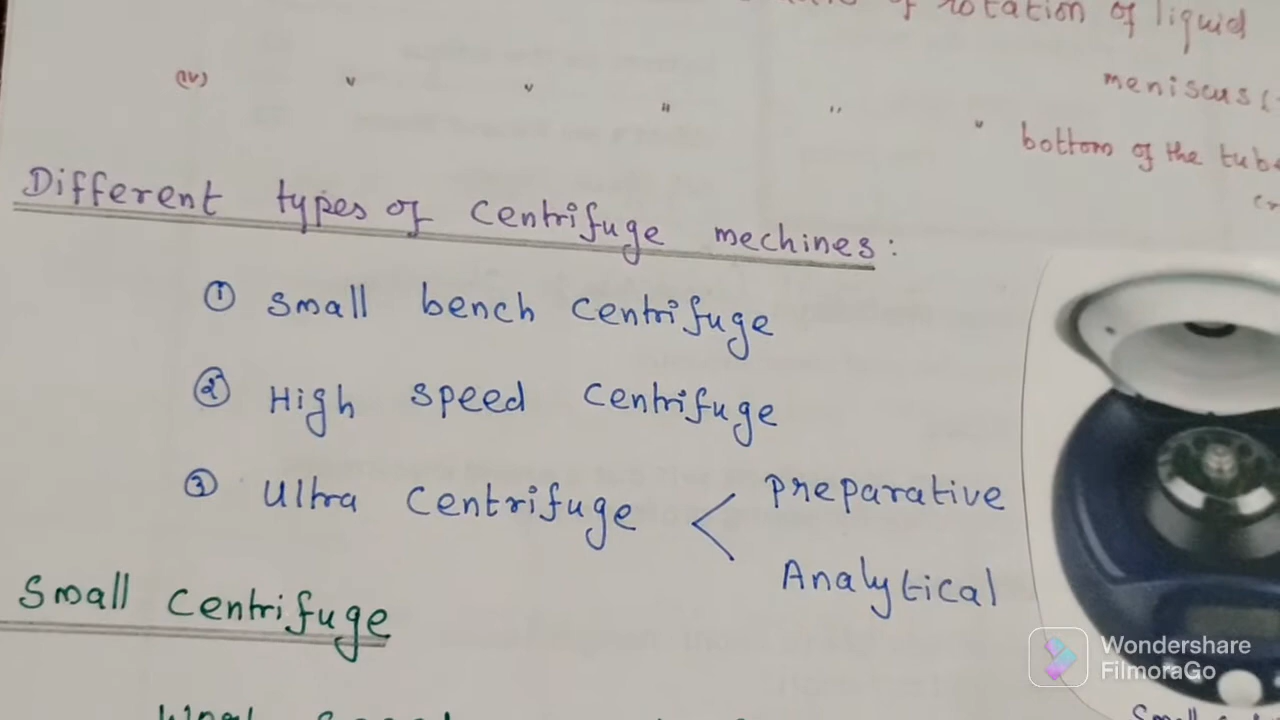 of rotation of liquid
meniscus (
(iv) " " " " " bottom of the tube
Different types of Centrifuge mechines :
① Small bench Centrifuge
② High speed Centrifuge
③ Ultra Centrifuge < Preparative
Analytical
Small Centrifuge
Wondershare
FilmoraGo